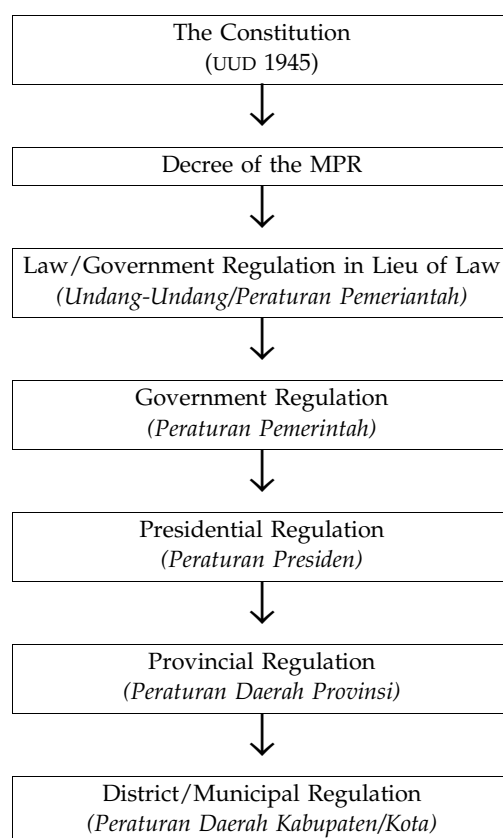 The Constitution
(UUD 1945)
Decree of the MPR
Law/Government Regulation in Lieu of Law
(Undang-Undang/Peraturan Pemeriantah)
Government Regulation
(Peraturan Pemerintah)
Presidential Regulation
(Peraturan Presiden)
Provincial Regulation
(Peraturan Daerah Provinsi)
District/Municipal Regulation
(Peraturan Daerah Kabupaten/Kota)